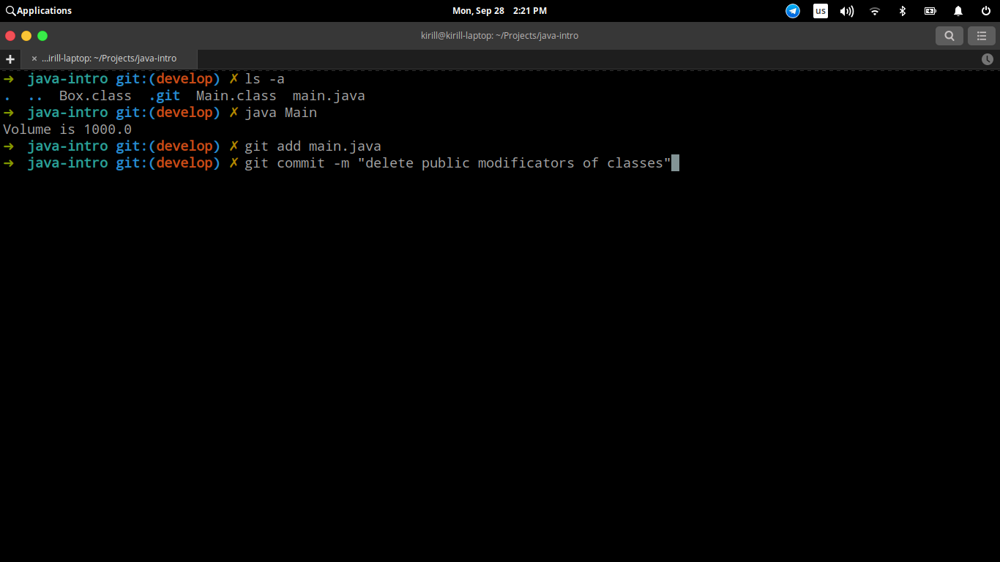 Applications
Mon, Sep 28 2:21 PM
us
kirill@kirill-laptop: ~/Projects/java-intro
+ × ...irill-laptop: ~/Projects/java-intro
➜ java-intro git:(develop) ✗ ls -a
. .. Box.class .git Main.class main.java
➜ java-intro git:(develop) ✗ java Main
Volume is 1000.0
➜ java-intro git:(develop) ✗ git add main.java
➜ java-intro git:(develop) ✗ git commit -m "delete public modificators of classes"